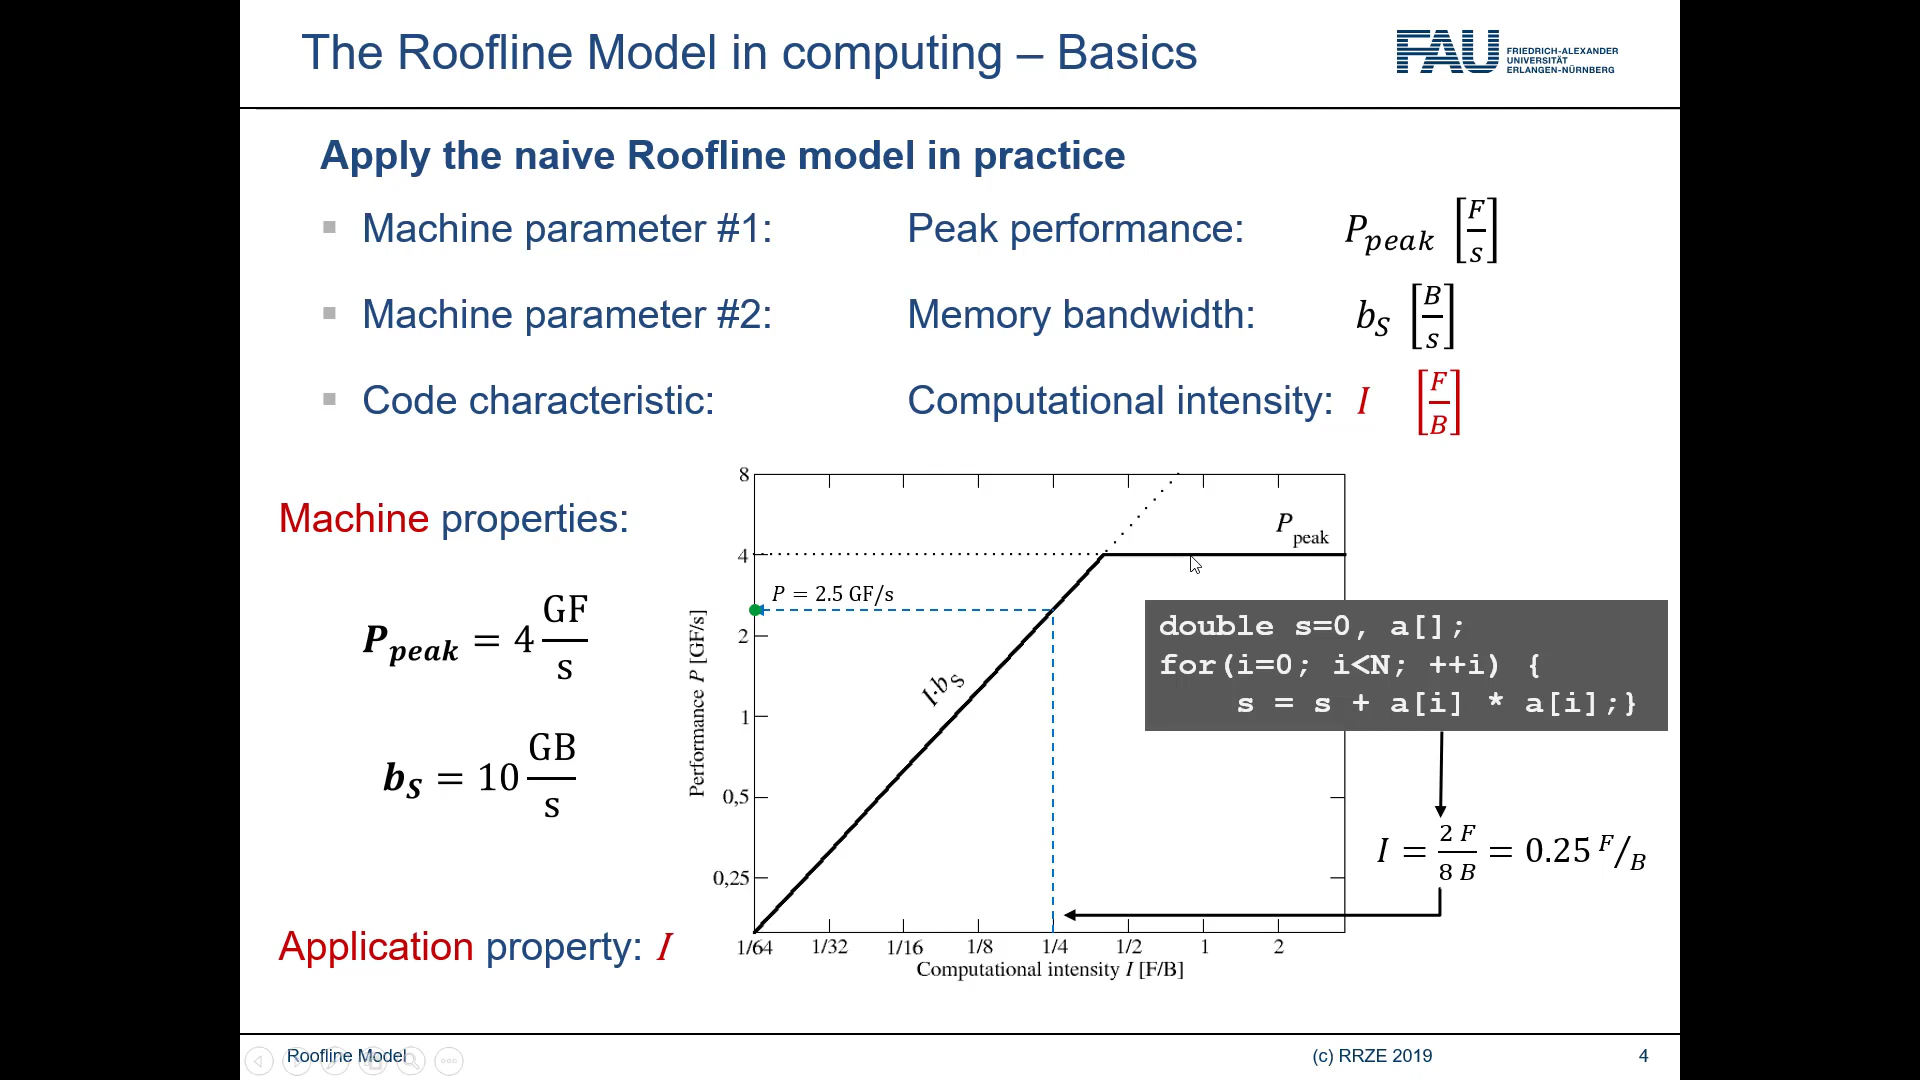 The Roofline Model in computing – Basics
FAU FRIEDRICH-ALEXANDER
UNIVERSITÄT
ERLANGEN-NÜRNBERG
Apply the naive Roofline model in practice
▪ Machine parameter #1: Peak performance: P_peak [F/s]
▪ Machine parameter #2: Memory bandwidth: b_S [B/s]
▪ Code characteristic: Computational intensity: I [F/B]
Machine properties:
P_peak = 4 GF/s
b_S = 10 GB/s
Application property: I
Performance P [GF/s]
8
4
2
1
0,5
0,25
P_peak
P = 2.5 GF/s
I·b_S
1/64 1/32 1/16 1/8 1/4 1/2 1 2
Computational intensity I [F/B]
double s=0, a[];
for(i=0; i<N; ++i) {
s = s + a[i] * a[i];}
I = 2 F / 8 B = 0.25 F/B
Roofline Model
(c) RRZE 2019
4